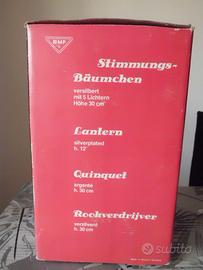 BMF
Stimmungs-
Bäumchen
versilbert
mit 5 Lichtern
Höhe 30 cm
Lantern
silverplated
h. 12'
Quinquet
argente
h. 30 cm
Rookverdrijver
verzilverd
h. 30 cm
subito